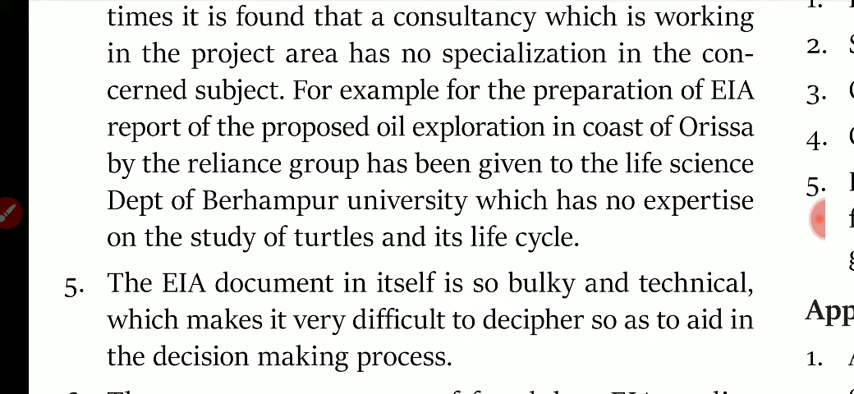 times it is found that a consultancy which is working
in the project area has no specialization in the con-
cerned subject. For example for the preparation of EIA
report of the proposed oil exploration in coast of Orissa
by the reliance group has been given to the life science
Dept of Berhampur university which has no expertise
on the study of turtles and its life cycle.
5. The EIA document in itself is so bulky and technical,
which makes it very difficult to decipher so as to aid in
the decision making process.
1.
2.
3.
4.
5.
App
1.